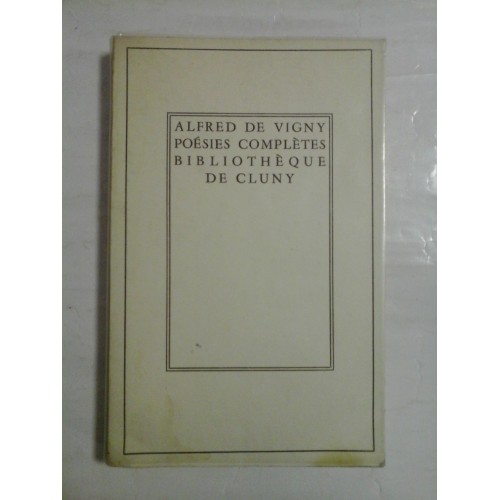 ALFRED DE VIGNY
POÉSIES COMPLÈTES
BIBLIOTHÈQUE
DE CLUNY